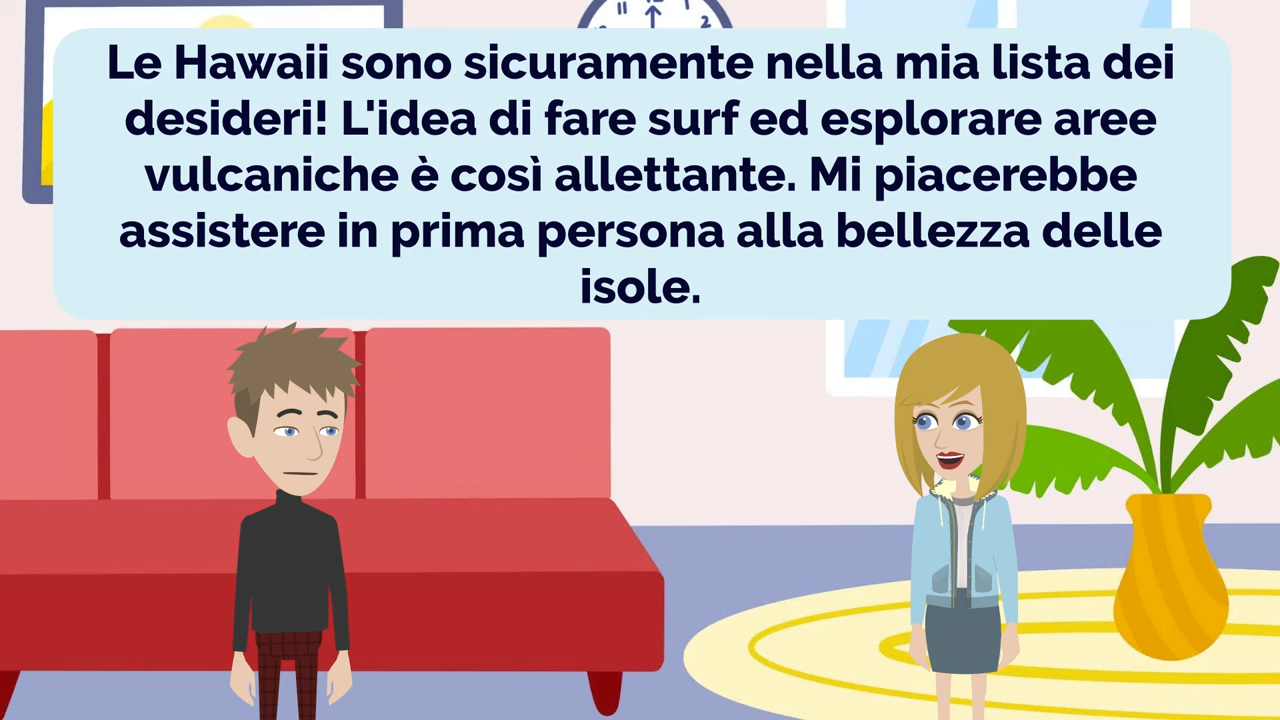 Le Hawaii sono sicuramente nella mia lista dei
desideri! L'idea di fare surf ed esplorare aree
vulcaniche è così allettante. Mi piacerebbe
assistere in prima persona alla bellezza delle
isole.